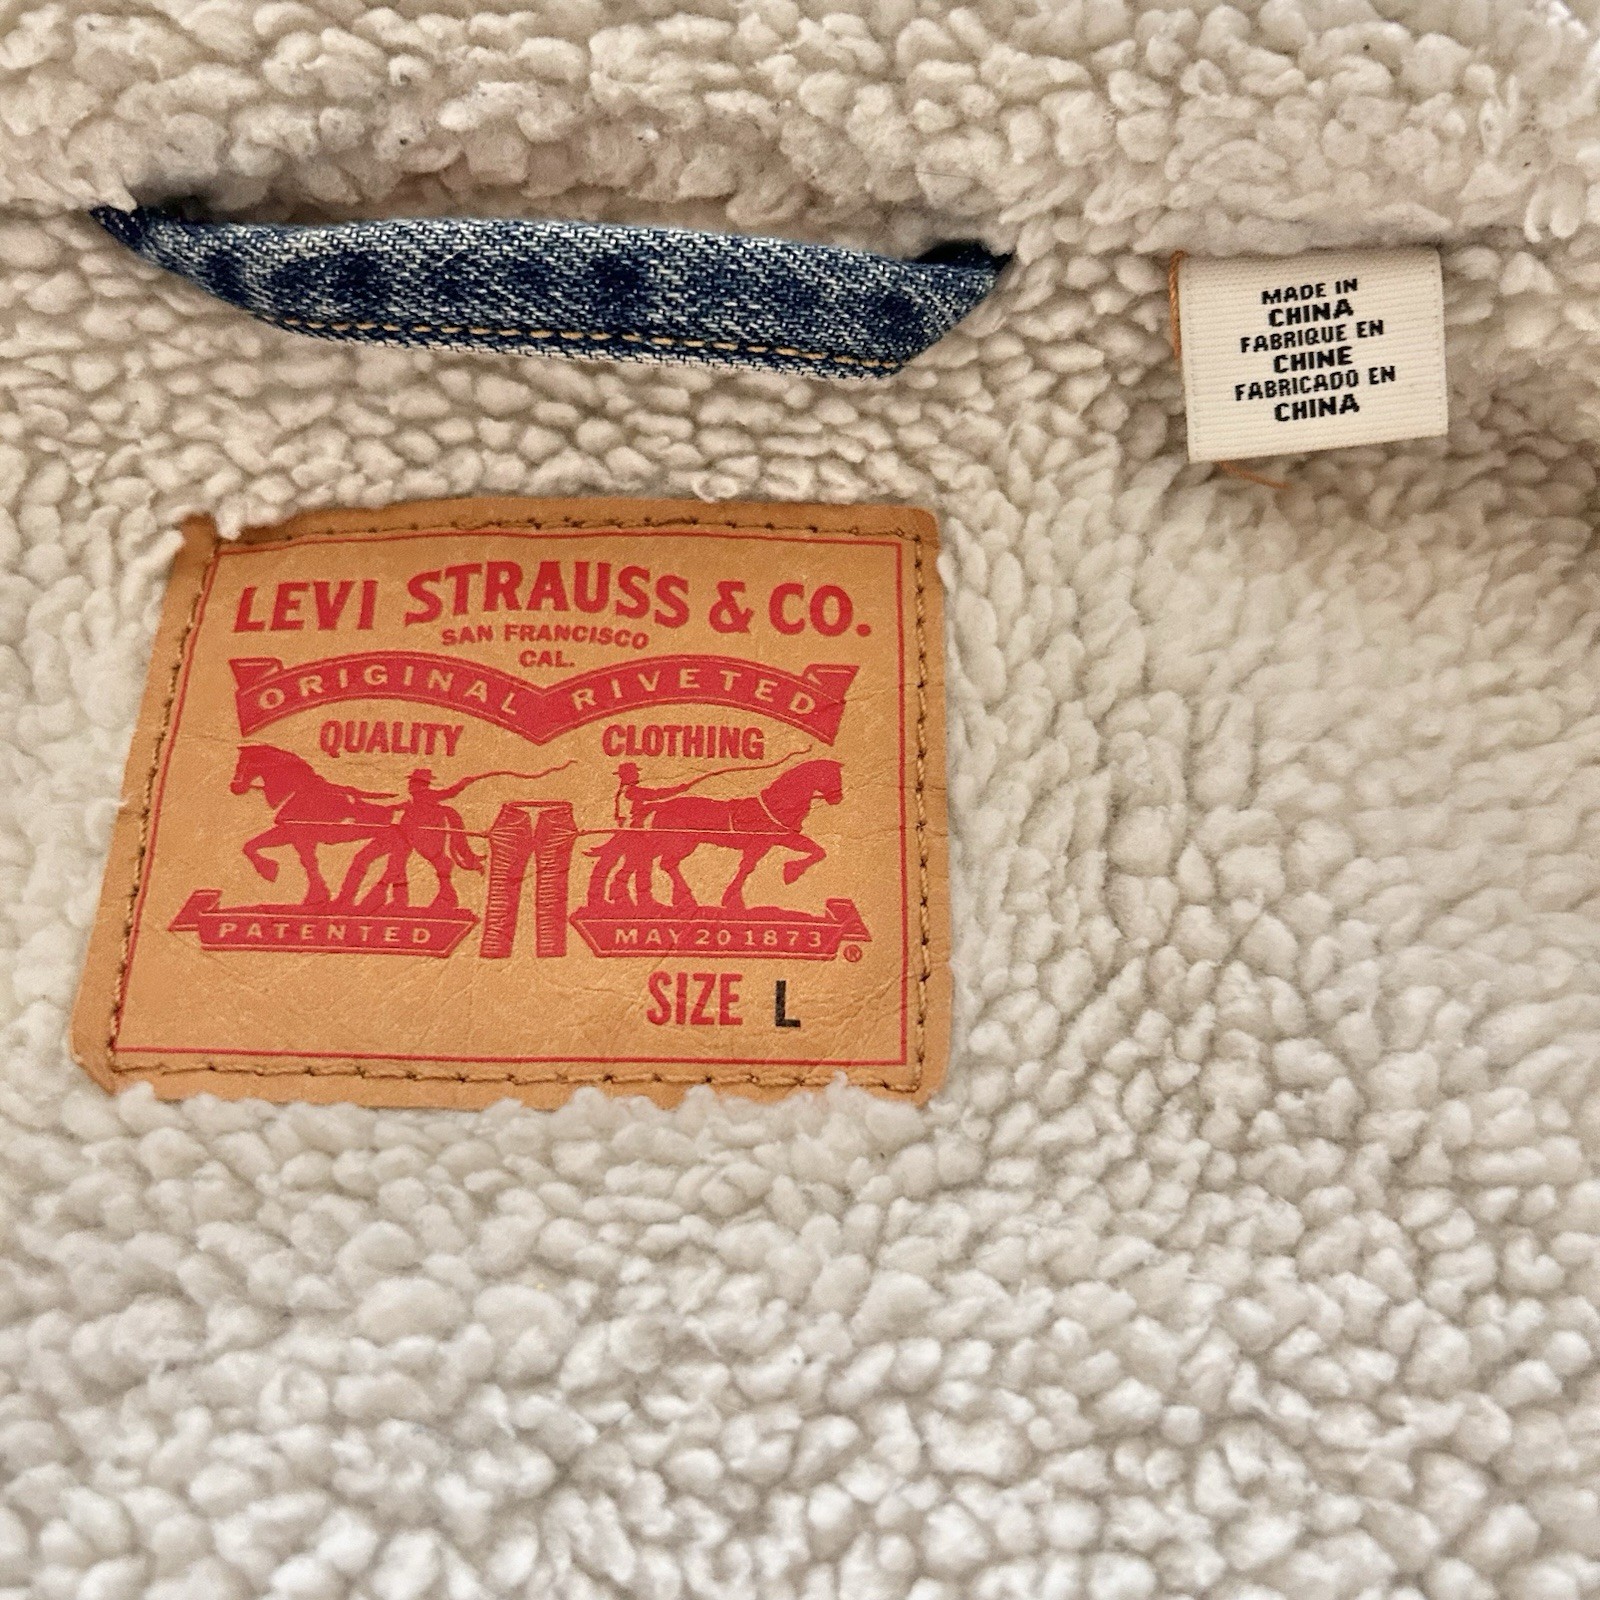 MADE IN
CHINA
FABRIQUE EN
CHINE
FABRICADO EN
CHINA
LEVI STRAUSS & CO.
SAN FRANCISCO
CAL.
ORIGINAL RIVETED
QUALITY CLOTHING
PATENTED MAY 20 1873 ®
SIZE L